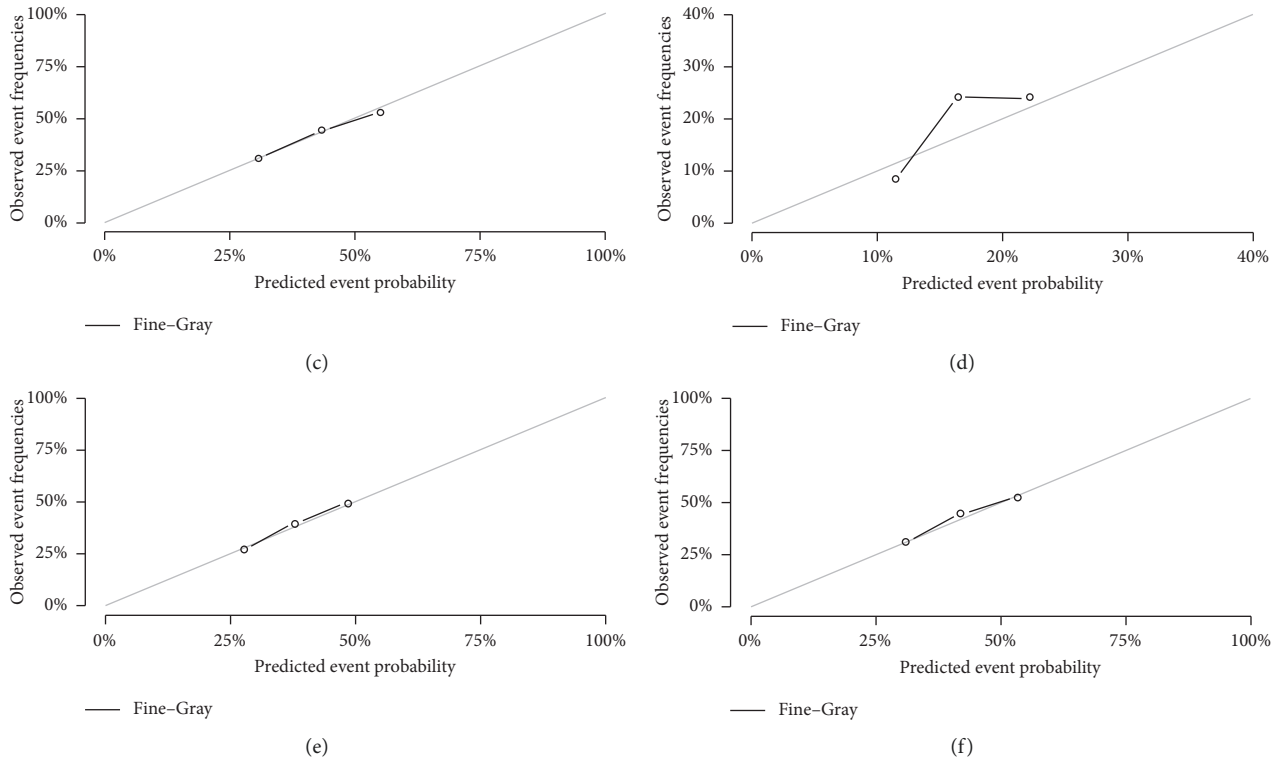 Observed event frequencies
100%
75%
50%
25%
0%
0%
25%
50%
75%
100%
Predicted event probability
Fine–Gray
(c)
Observed event frequencies
40%
30%
20%
10%
0%
0%
10%
20%
30%
40%
Predicted event probability
Fine–Gray
(d)
Observed event frequencies
100%
75%
50%
25%
0%
0%
25%
50%
75%
100%
Predicted event probability
Fine–Gray
(e)
Observed event frequencies
100%
75%
50%
25%
0%
0%
25%
50%
75%
100%
Predicted event probability
Fine–Gray
(f)